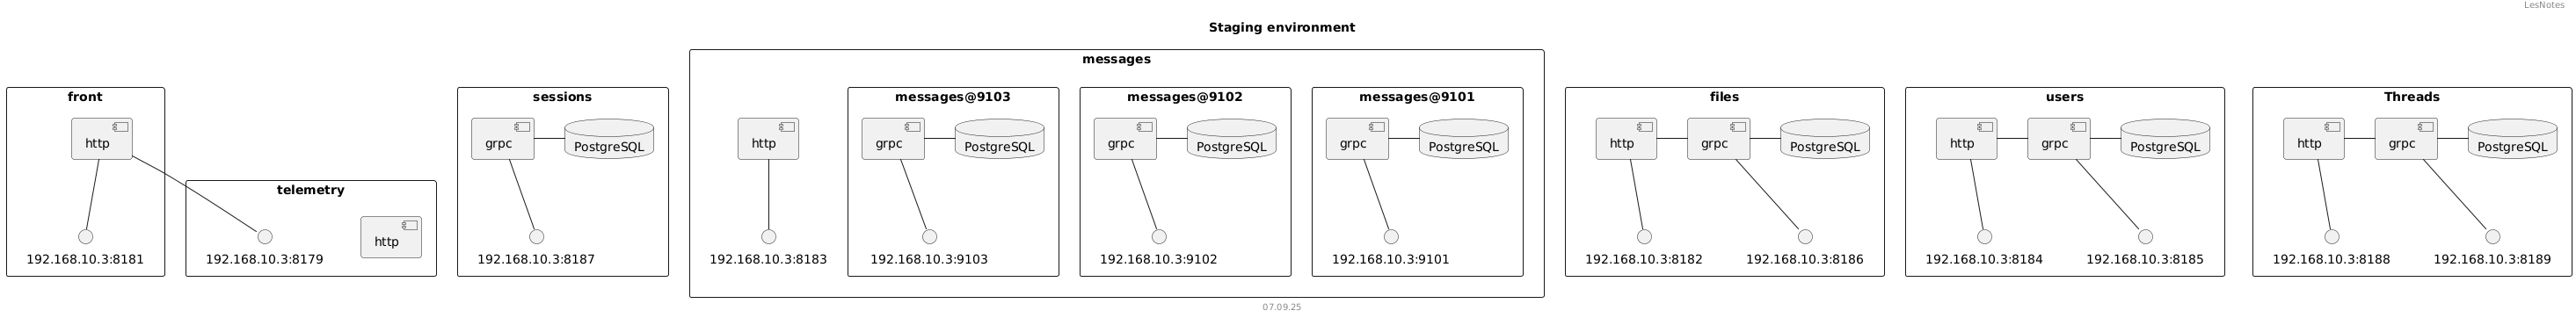 LesNotes
Staging environment
front
http
192.168.10.3:8181
telemetry
http
192.168.10.3:8179
sessions
grpc
PostgreSQL
192.168.10.3:8187
messages
http
192.168.10.3:8183
messages@9103
grpc
PostgreSQL
192.168.10.3:9103
messages@9102
grpc
PostgreSQL
192.168.10.3:9102
messages@9101
grpc
PostgreSQL
192.168.10.3:9101
files
http
grpc
PostgreSQL
192.168.10.3:8182
192.168.10.3:8186
users
http
grpc
PostgreSQL
192.168.10.3:8184
192.168.10.3:8185
Threads
http
grpc
PostgreSQL
192.168.10.3:8188
192.168.10.3:8189
07.09.25